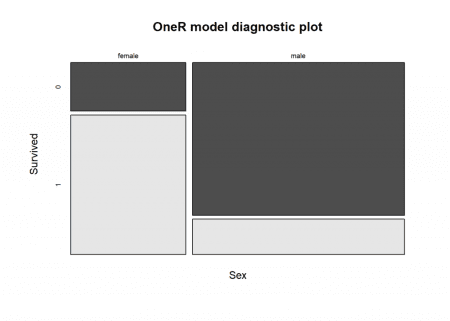 OneR model diagnostic plot
female
male
0
Survived
1
Sex